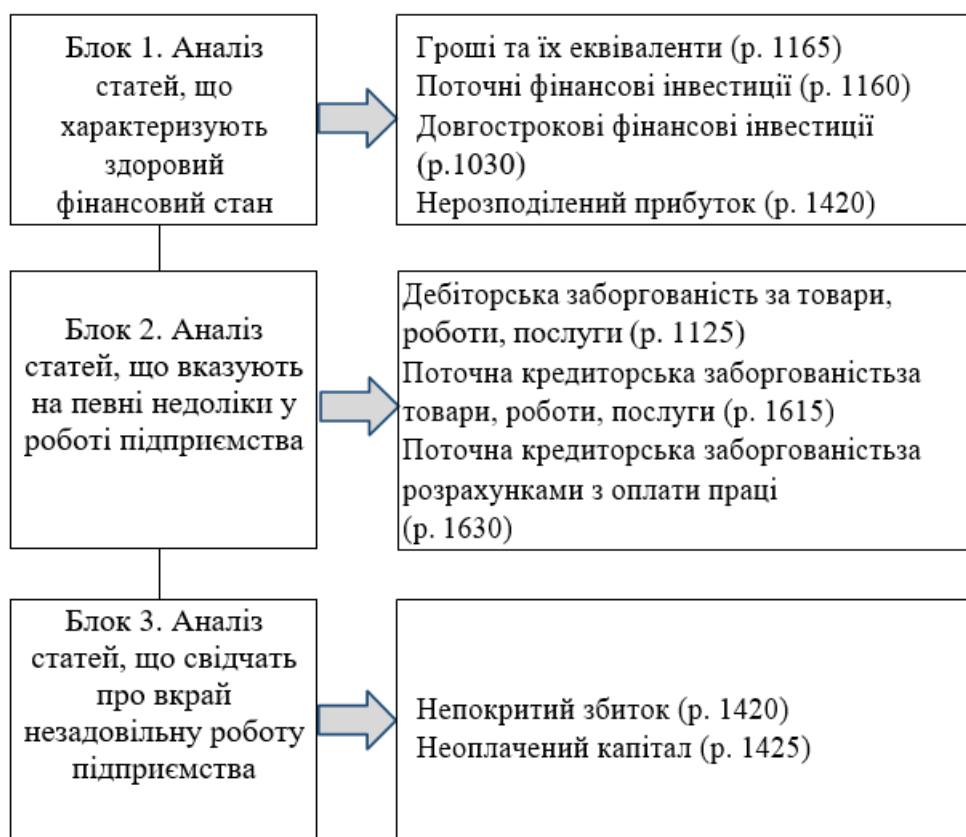 Блок 1. Аналіз
статей, що
характеризують
здоровий
фінансовий стан
Гроші та їх еквіваленти (р. 1165)
Поточні фінансові інвестиції (р. 1160)
Довгострокові фінансові інвестиції
(р.1030)
Нерозподілений прибуток (р. 1420)
Блок 2. Аналіз
статей, що вказують
на певні недоліки у
роботі підприємства
Дебіторська заборгованість за товари,
роботи, послуги (р. 1125)
Поточна кредиторська заборгованістьза
товари, роботи, послуги (р. 1615)
Поточна кредиторська заборгованістьза
розрахунками з оплати праці
(р. 1630)
Блок 3. Аналіз
статей, що свідчать
про вкрай
незадовільну роботу
підприємства
Непокритий збиток (р. 1420)
Неоплачений капітал (р. 1425)